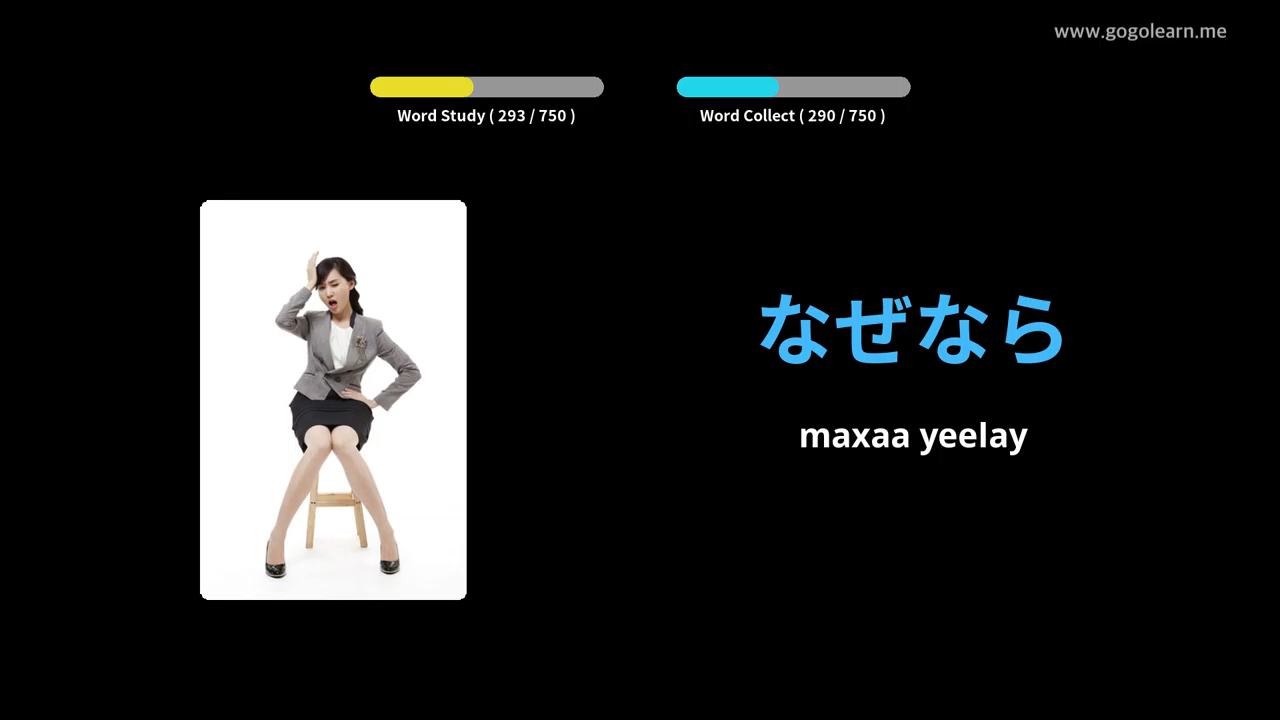 www.gogolearn.me
Word Study ( 293 / 750 )
Word Collect ( 290 / 750 )
なぜなら
maxaa yeelay